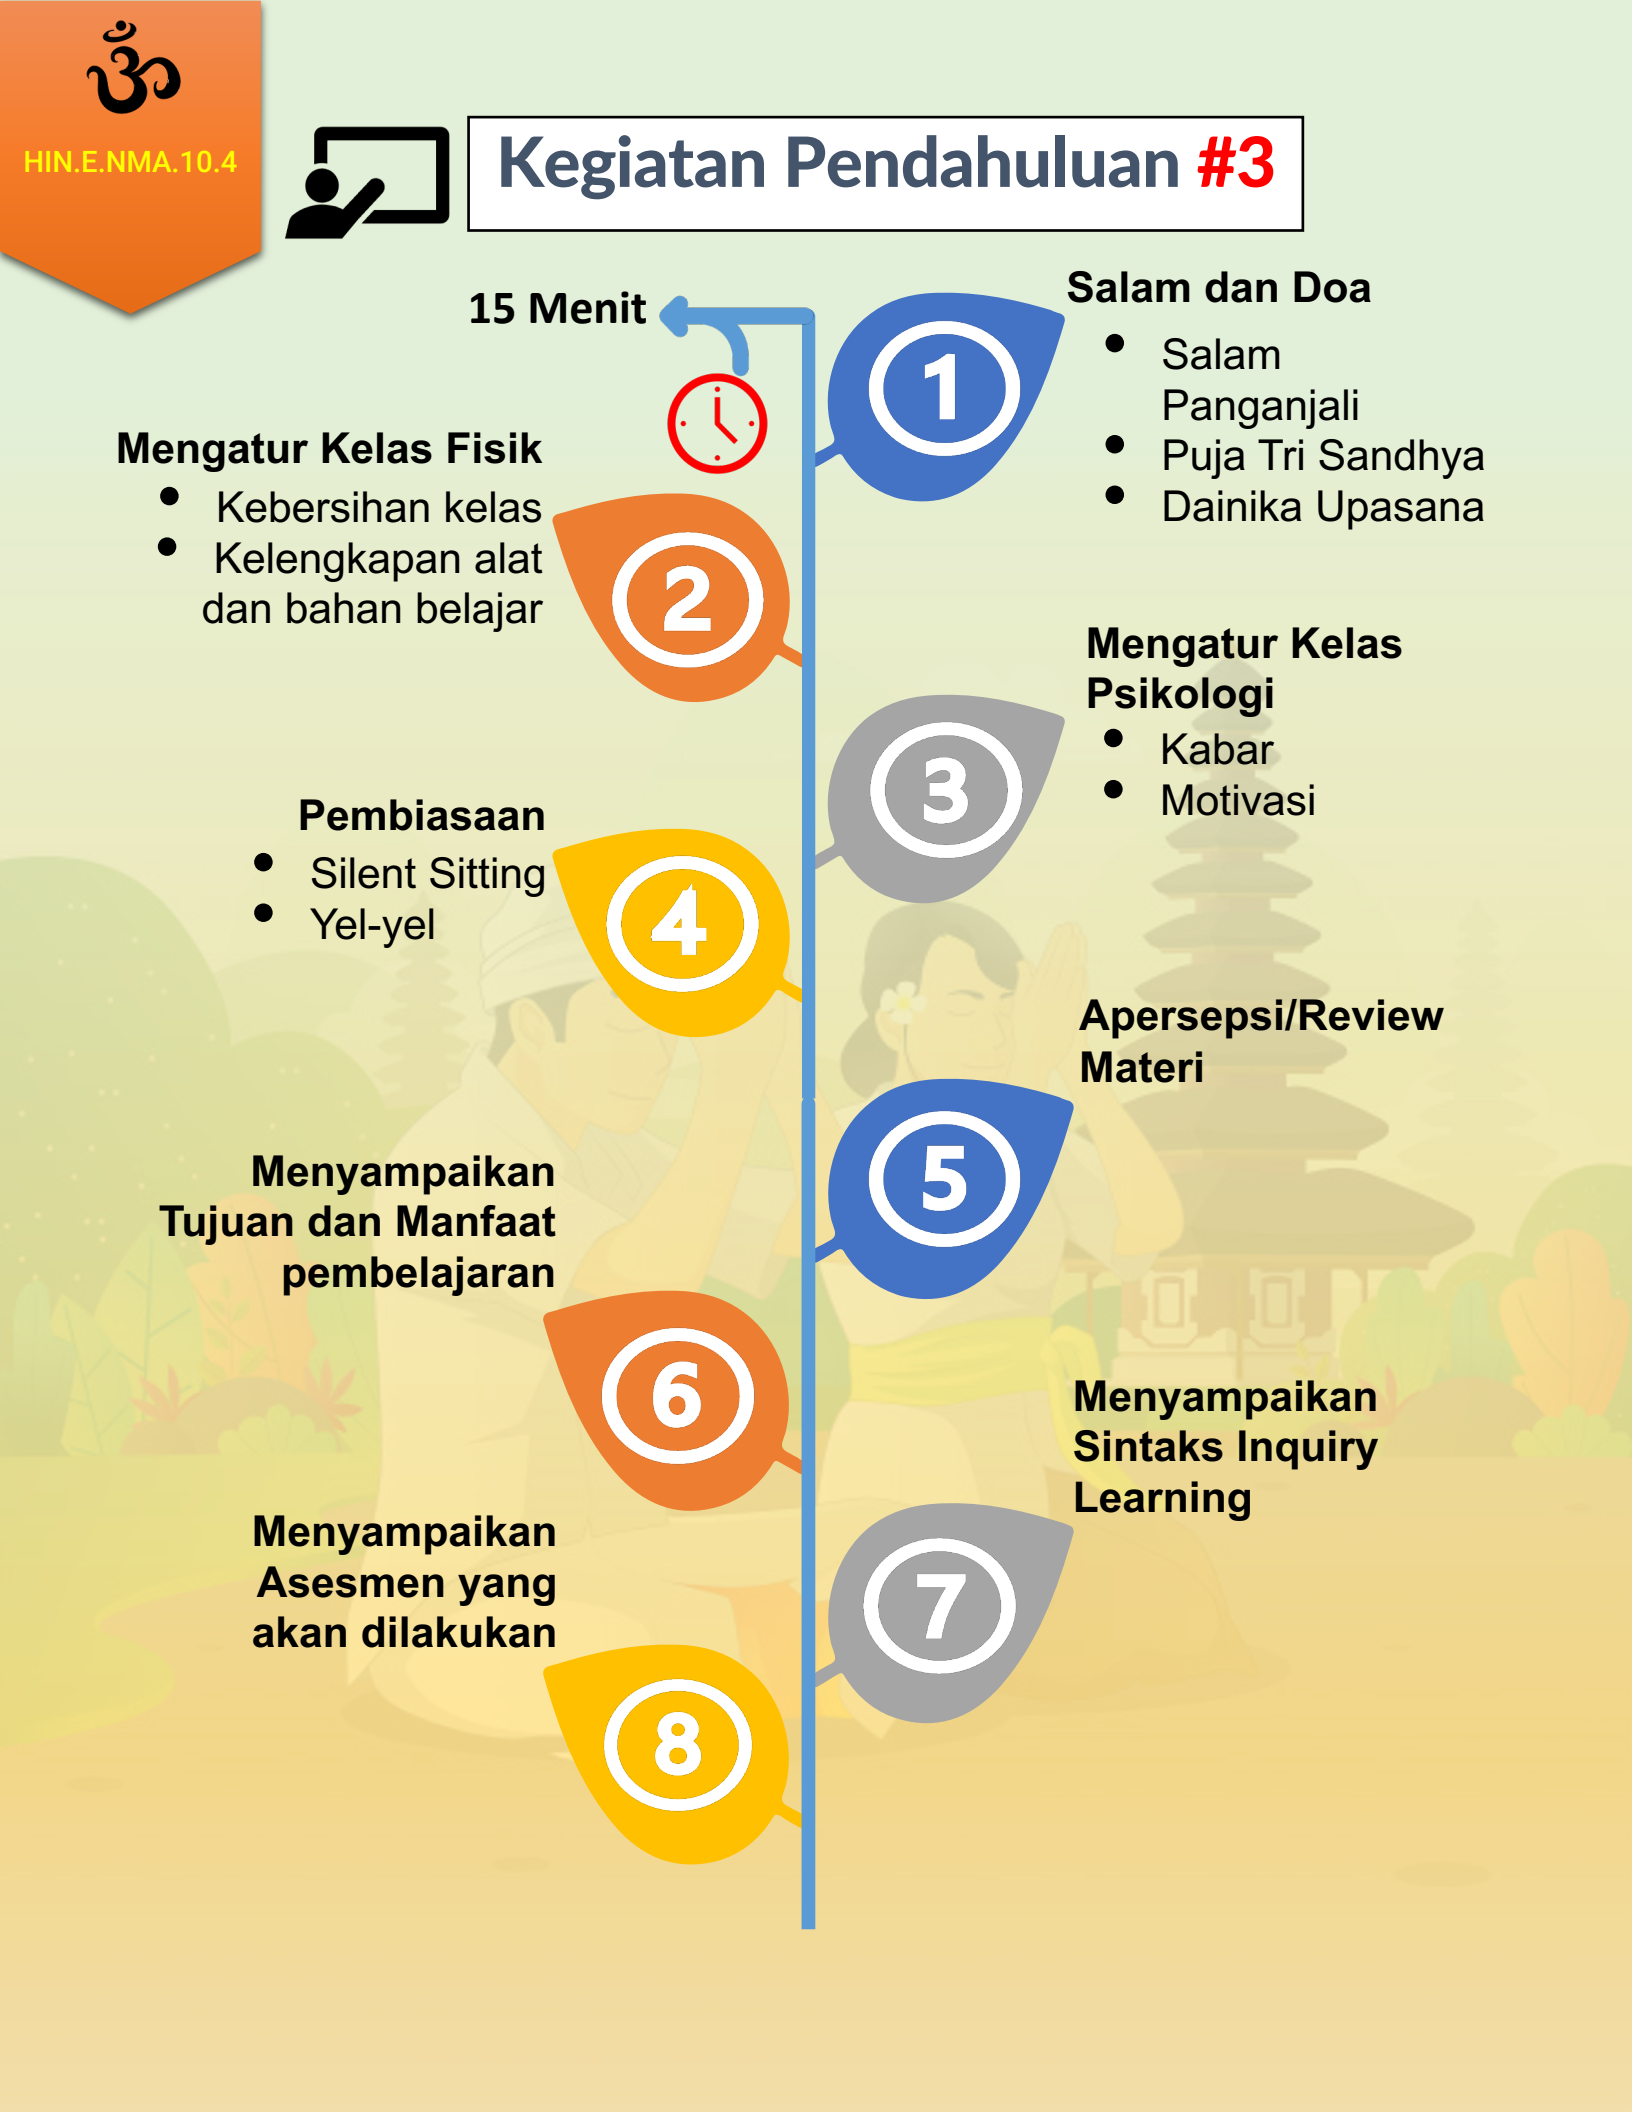 HIN.E.NMA.10.4
Kegiatan Pendahuluan #3
15 Menit
1
Salam dan Doa
• Salam
Panganjali
• Puja Tri Sandhya
• Dainika Upasana
Mengatur Kelas Fisik
• Kebersihan kelas
• Kelengkapan alat
dan bahan belajar
2
Mengatur Kelas
Psikologi
• Kabar
• Motivasi
3
Pembiasaan
• Silent Sitting
• Yel-yel
4
Apersepsi/Review
Materi
5
Menyampaikan
Tujuan dan Manfaat
pembelajaran
6
Menyampaikan
Sintaks Inquiry
Learning
7
Menyampaikan
Asesmen yang
akan dilakukan
8